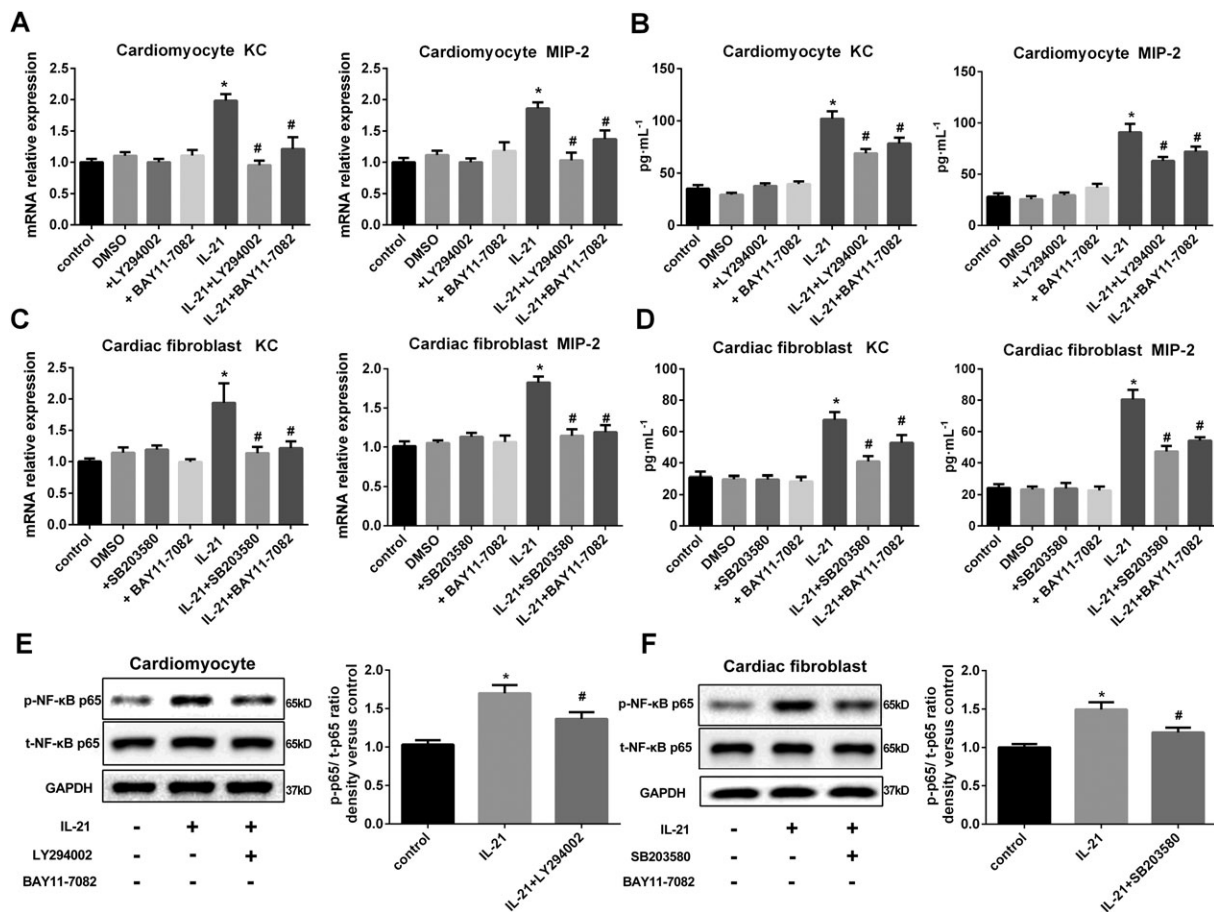 A
Cardiomyocyte KC
mRNA relative expression
2.5
2.0
1.5
1.0
0.5
0.0
*
#
#
control
DMSO
+LY294002
+ BAY11-7082
IL-21
IL-21+LY294002
IL-21+BAY11-7082
Cardiomyocyte MIP-2
mRNA relative expression
2.5
2.0
1.5
1.0
0.5
0.0
*
#
#
control
DMSO
+LY294002
+ BAY11-7082
IL-21
IL-21+LY294002
IL-21+BAY11-7082
B
Cardiomyocyte KC
pg·mL⁻¹
150
100
50
0
*
#
#
control
DMSO
+LY294002
+ BAY11-7082
IL-21
IL-21+LY294002
IL-21+BAY11-7082
Cardiomyocyte MIP-2
pg·mL⁻¹
150
100
50
0
*
#
#
control
DMSO
+LY294002
+ BAY11-7082
IL-21
IL-21+LY294002
IL-21+BAY11-7082
C
Cardiac fibroblast KC
mRNA relative expression
2.5
2.0
1.5
1.0
0.5
0.0
*
#
#
control
DMSO
+SB203580
+ BAY11-7082
IL-21
IL-21+SB203580
IL-21+BAY11-7082
Cardiac fibroblast MIP-2
mRNA relative expression
2.0
1.5
1.0
0.5
0.0
*
#
#
control
DMSO
+SB203580
+ BAY11-7082
IL-21
IL-21+SB203580
IL-21+BAY11-7082
D
Cardiac fibroblast KC
pg·mL⁻¹
100
80
60
40
20
0
*
#
#
control
DMSO
+SB203580
+ BAY11-7082
IL-21
IL-21+SB203580
IL-21+BAY11-7082
Cardiac fibroblast MIP-2
pg·mL⁻¹
100
80
60
40
20
0
*
#
#
control
DMSO
+SB203580
+ BAY11-7082
IL-21
IL-21+SB203580
IL-21+BAY11-7082
E
Cardiomyocyte
p-NF-κB p65 65kD
t-NF-κB p65 65kD
GAPDH 37kD
IL-21 - + +
LY294002 - - +
BAY11-7082 - - -
p-p65/ t-p65 ratio
density versus control
2.0
1.5
1.0
0.5
0.0
*
#
control
IL-21
IL-21+LY294002
F
Cardiac fibroblast
p-NF-κB p65 65kD
t-NF-κB p65 65kD
GAPDH 37kD
IL-21 - + +
SB203580 - - +
BAY11-7082 - - -
p-p65/ t-p65 ratio
density versus control
2.0
1.5
1.0
0.5
0.0
*
#
control
IL-21
IL-21+SB203580